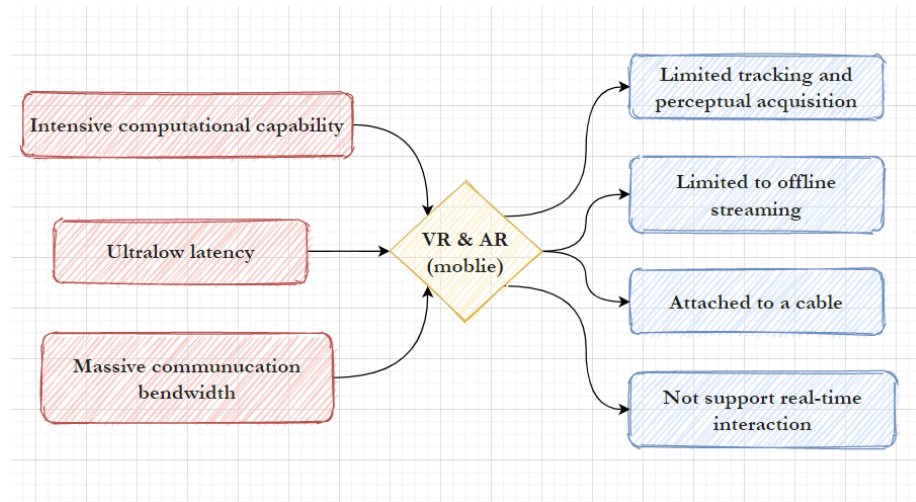 Intensive computational capability
Ultralow latency
Massive communucation
bendwidth
VR & AR
(moblie)
Limited tracking and
perceptual acquisition
Limited to offline
streaming
Attached to a cable
Not support real-time
interaction